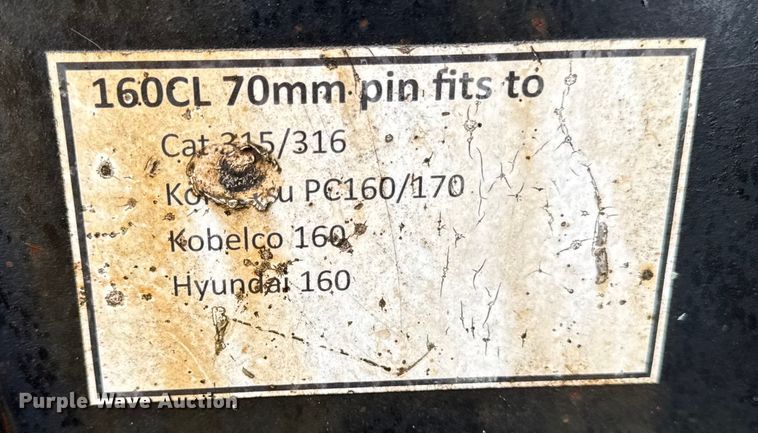 160CL 70mm pin fits to
Cat 315/316
PC160/170
Kobelco 160
Hyundai 160
Purple Wave Auction